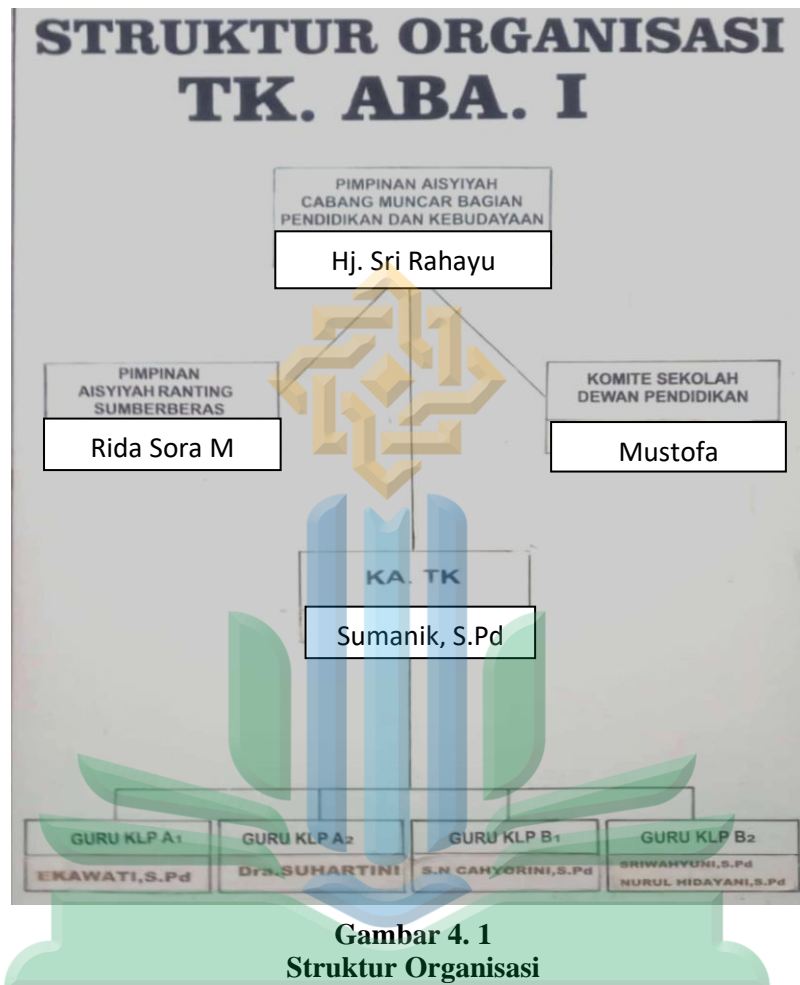 STRUKTUR ORGANISASI
TK. ABA. I
PIMPINAN AISYIYAH
CABANG MUNCAR BAGIAN
PENDIDIKAN DAN KEBUDAYAAN
Hj. Sri Rahayu
PIMPINAN
AISYIYAH RANTING
SUMBERBERAS
Rida Sora M
KOMITE SEKOLAH
DEWAN PENDIDIKAN
Mustofa
KA. TK
Sumanik, S.Pd
GURU KLP A1
EKAWATI,S.Pd
GURU KLP A2
Dra.SUHARTINI
GURU KLP B1
S.N CAHYORINI,S.Pd
GURU KLP B2
SRIWAHYUNI,S.Pd
NURUL HIDAYANI,S.Pd
Gambar 4. 1
Struktur Organisasi